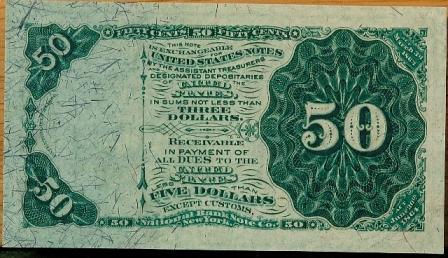 FIFTY CENTS 50 FIFTY CENTS
50
THIS NOTE
IS EXCHANGEABLE FOR
UNITED STATES NOTES
BY THE ASSISTANT TREASURERS
AND
DESIGNATED DEPOSITARIES
OF THE
UNITED
STATES,
IN SUMS NOT LESS THAN
THREE
DOLLARS.
RECEIVABLE
IN PAYMENT OF
ALL DUES TO THE
UNITED
STATES
LESS THAN
FIVE DOLLARS
EXCEPT CUSTOMS.
50
50
50 National Bank Note Co. 50
New York.